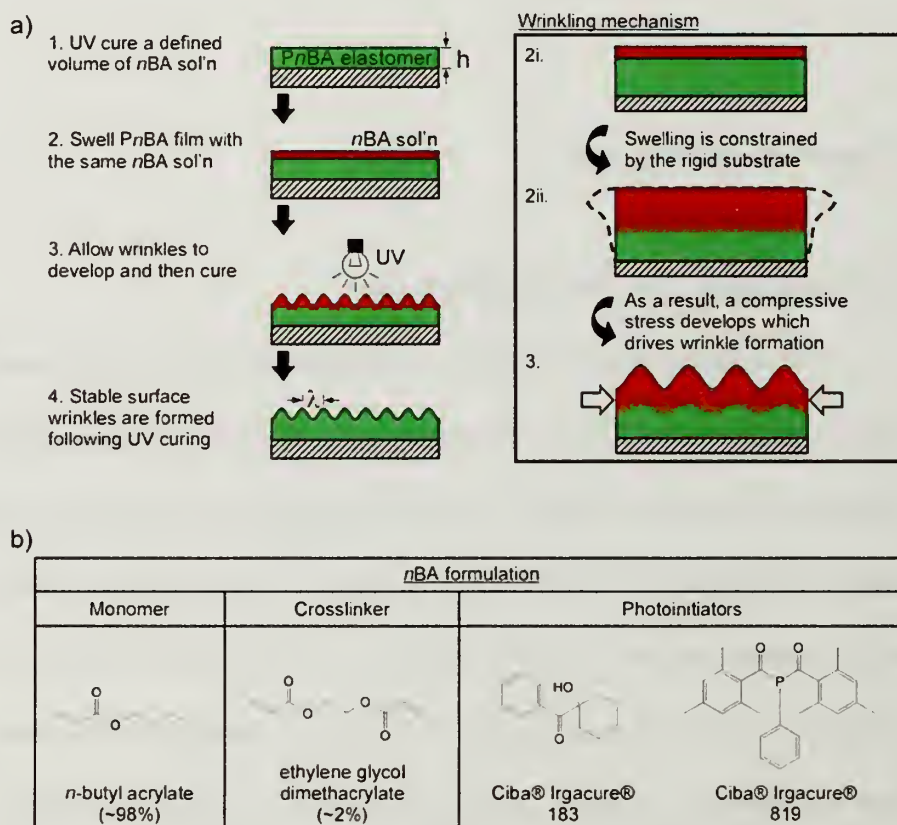 a)
1. UV cure a defined
volume of nBA sol'n
PnBA elastomer
h
2. Swell PnBA film with
the same nBA sol'n
nBA sol'n
3. Allow wrinkles to
develop and then cure
UV
4. Stable surface
wrinkles are formed
following UV curing
λ
Wrinkling mechanism
2i.
Swelling is constrained
by the rigid substrate
2ii.
As a result, a compressive
stress develops which
drives wrinkle formation
3.
b)
nBA formulation
Monomer
Crosslinker
Photoinitiators
O
O
n-butyl acrylate
(~98%)
O
O
O
O
ethylene glycol
dimethacrylate
(~2%)
HO
O
Ciba® Irgacure®
183
O
O
P
Ciba® Irgacure®
819